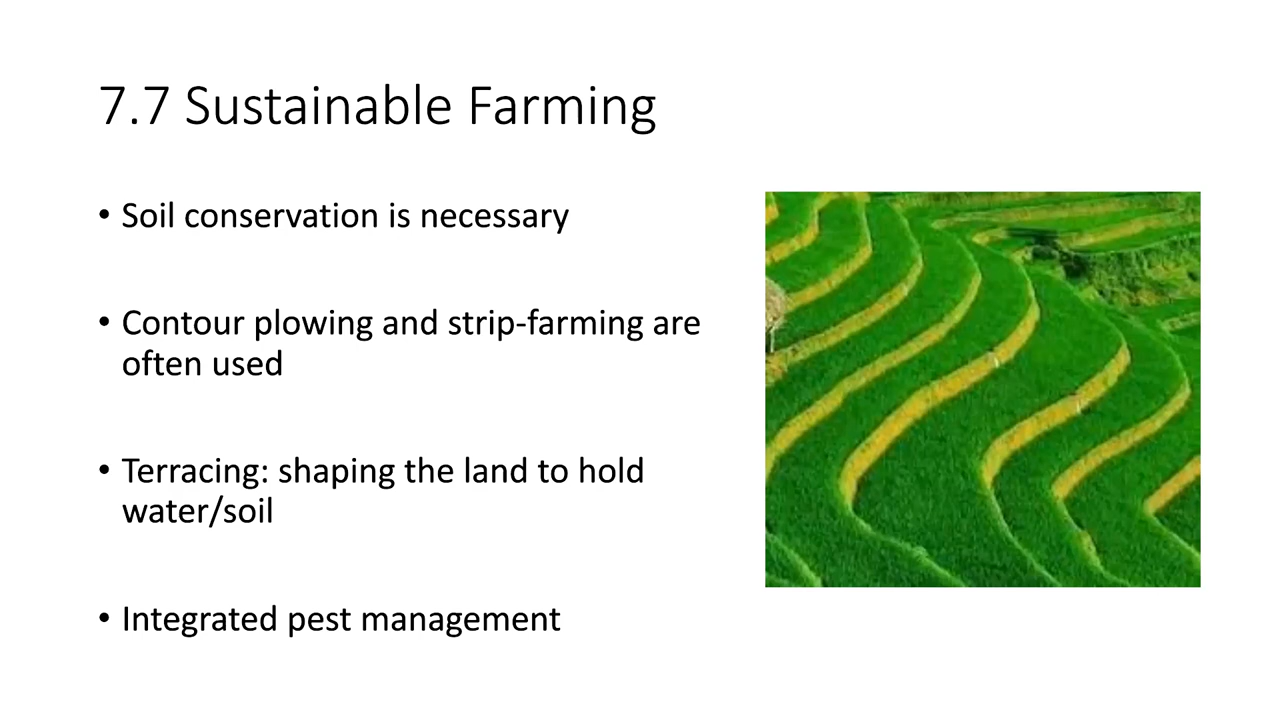 7.7 Sustainable Farming
• Soil conservation is necessary
• Contour plowing and strip-farming are
often used
• Terracing: shaping the land to hold
water/soil
• Integrated pest management